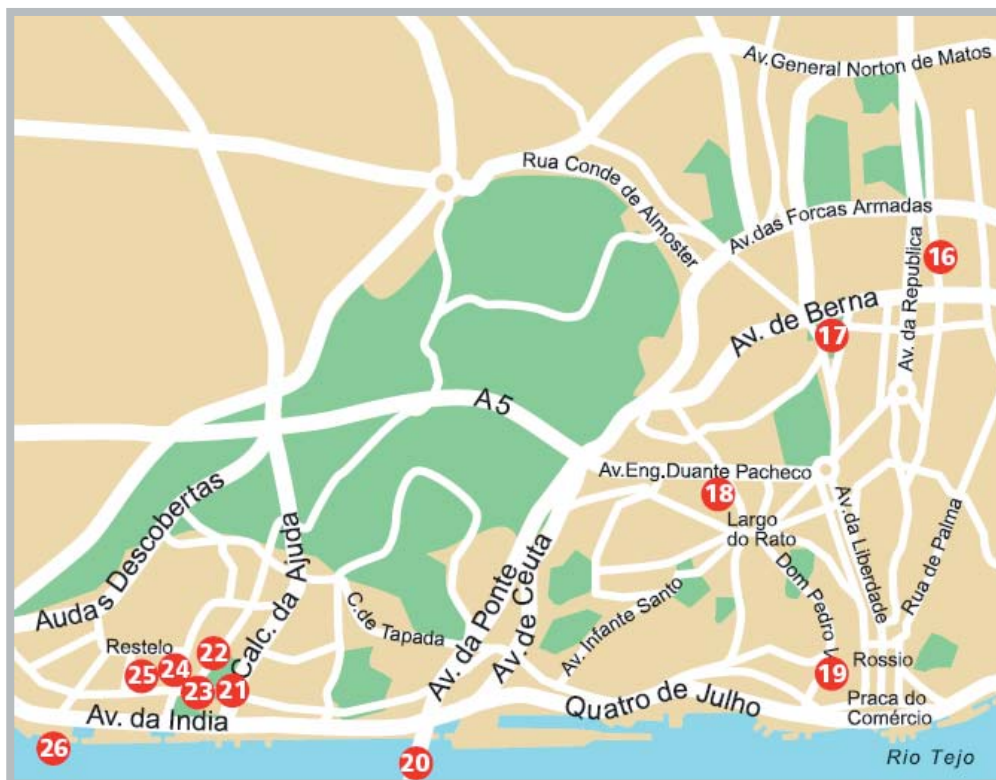 Av.General Norton de Matos
Rua Conde de Almoster
Av.das Forcas Armadas
16
Av. da Republica
Av. de Berna
17
A5
Av.Eng.Duante Pacheco
18
Largo
do Rato
Av.da Liberdade
Rua de Palma
Audas Descobertas
Calc. da Ajupa
Av. da Ponte
Av. de Ceuta
C.de Tapada
Av. Infante Santo
Dom Pedro V
Restelo
22
24
25
23
21
19
Rossio
Praca do
Comércio
Quatro de Julho
Av. da India
26
20
Rio Tejo